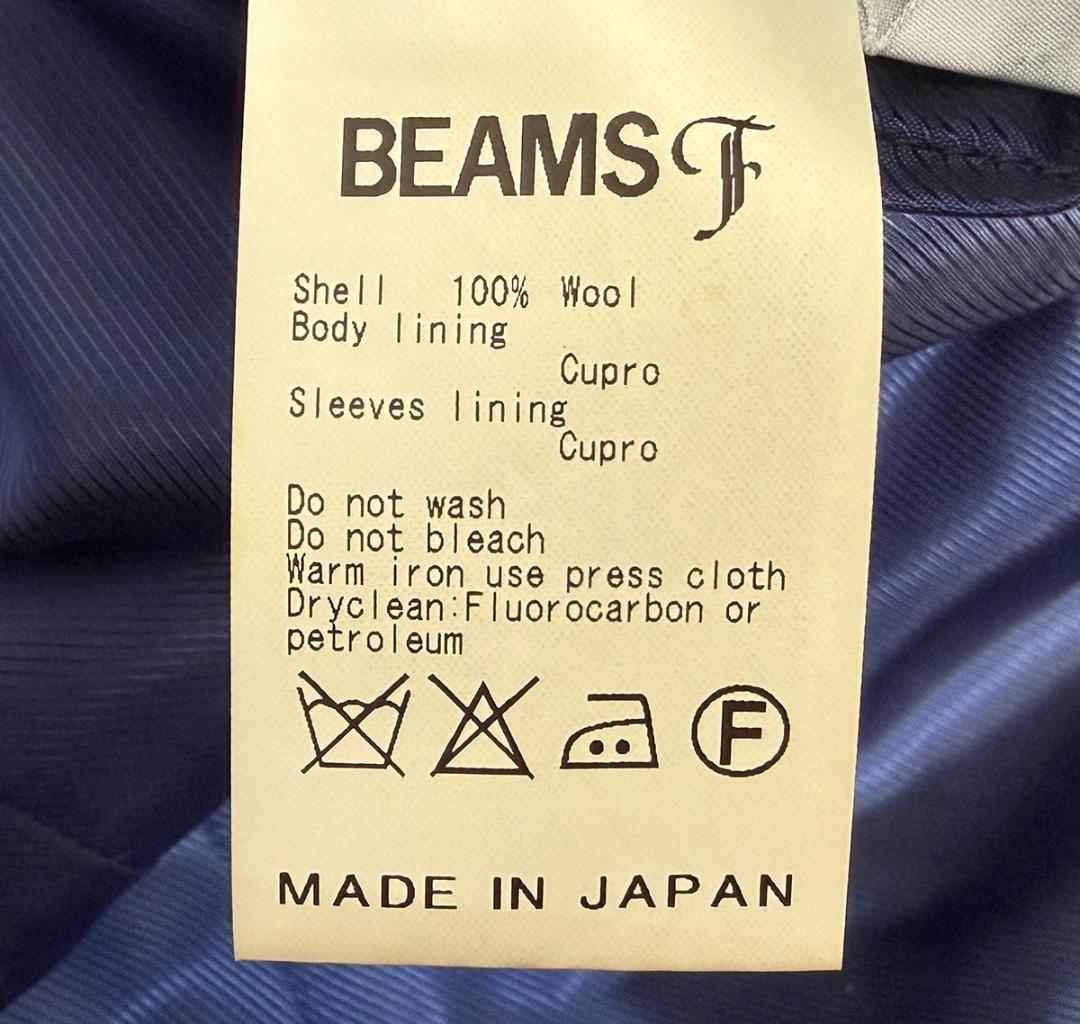 BEAMS F
Shell 100% Wool
Body lining
Cupro
Sleeves lining
Cupro
Do not wash
Do not bleach
Warm iron use press cloth
Dryclean:Fluorocarbon or
petroleum
F
MADE IN JAPAN